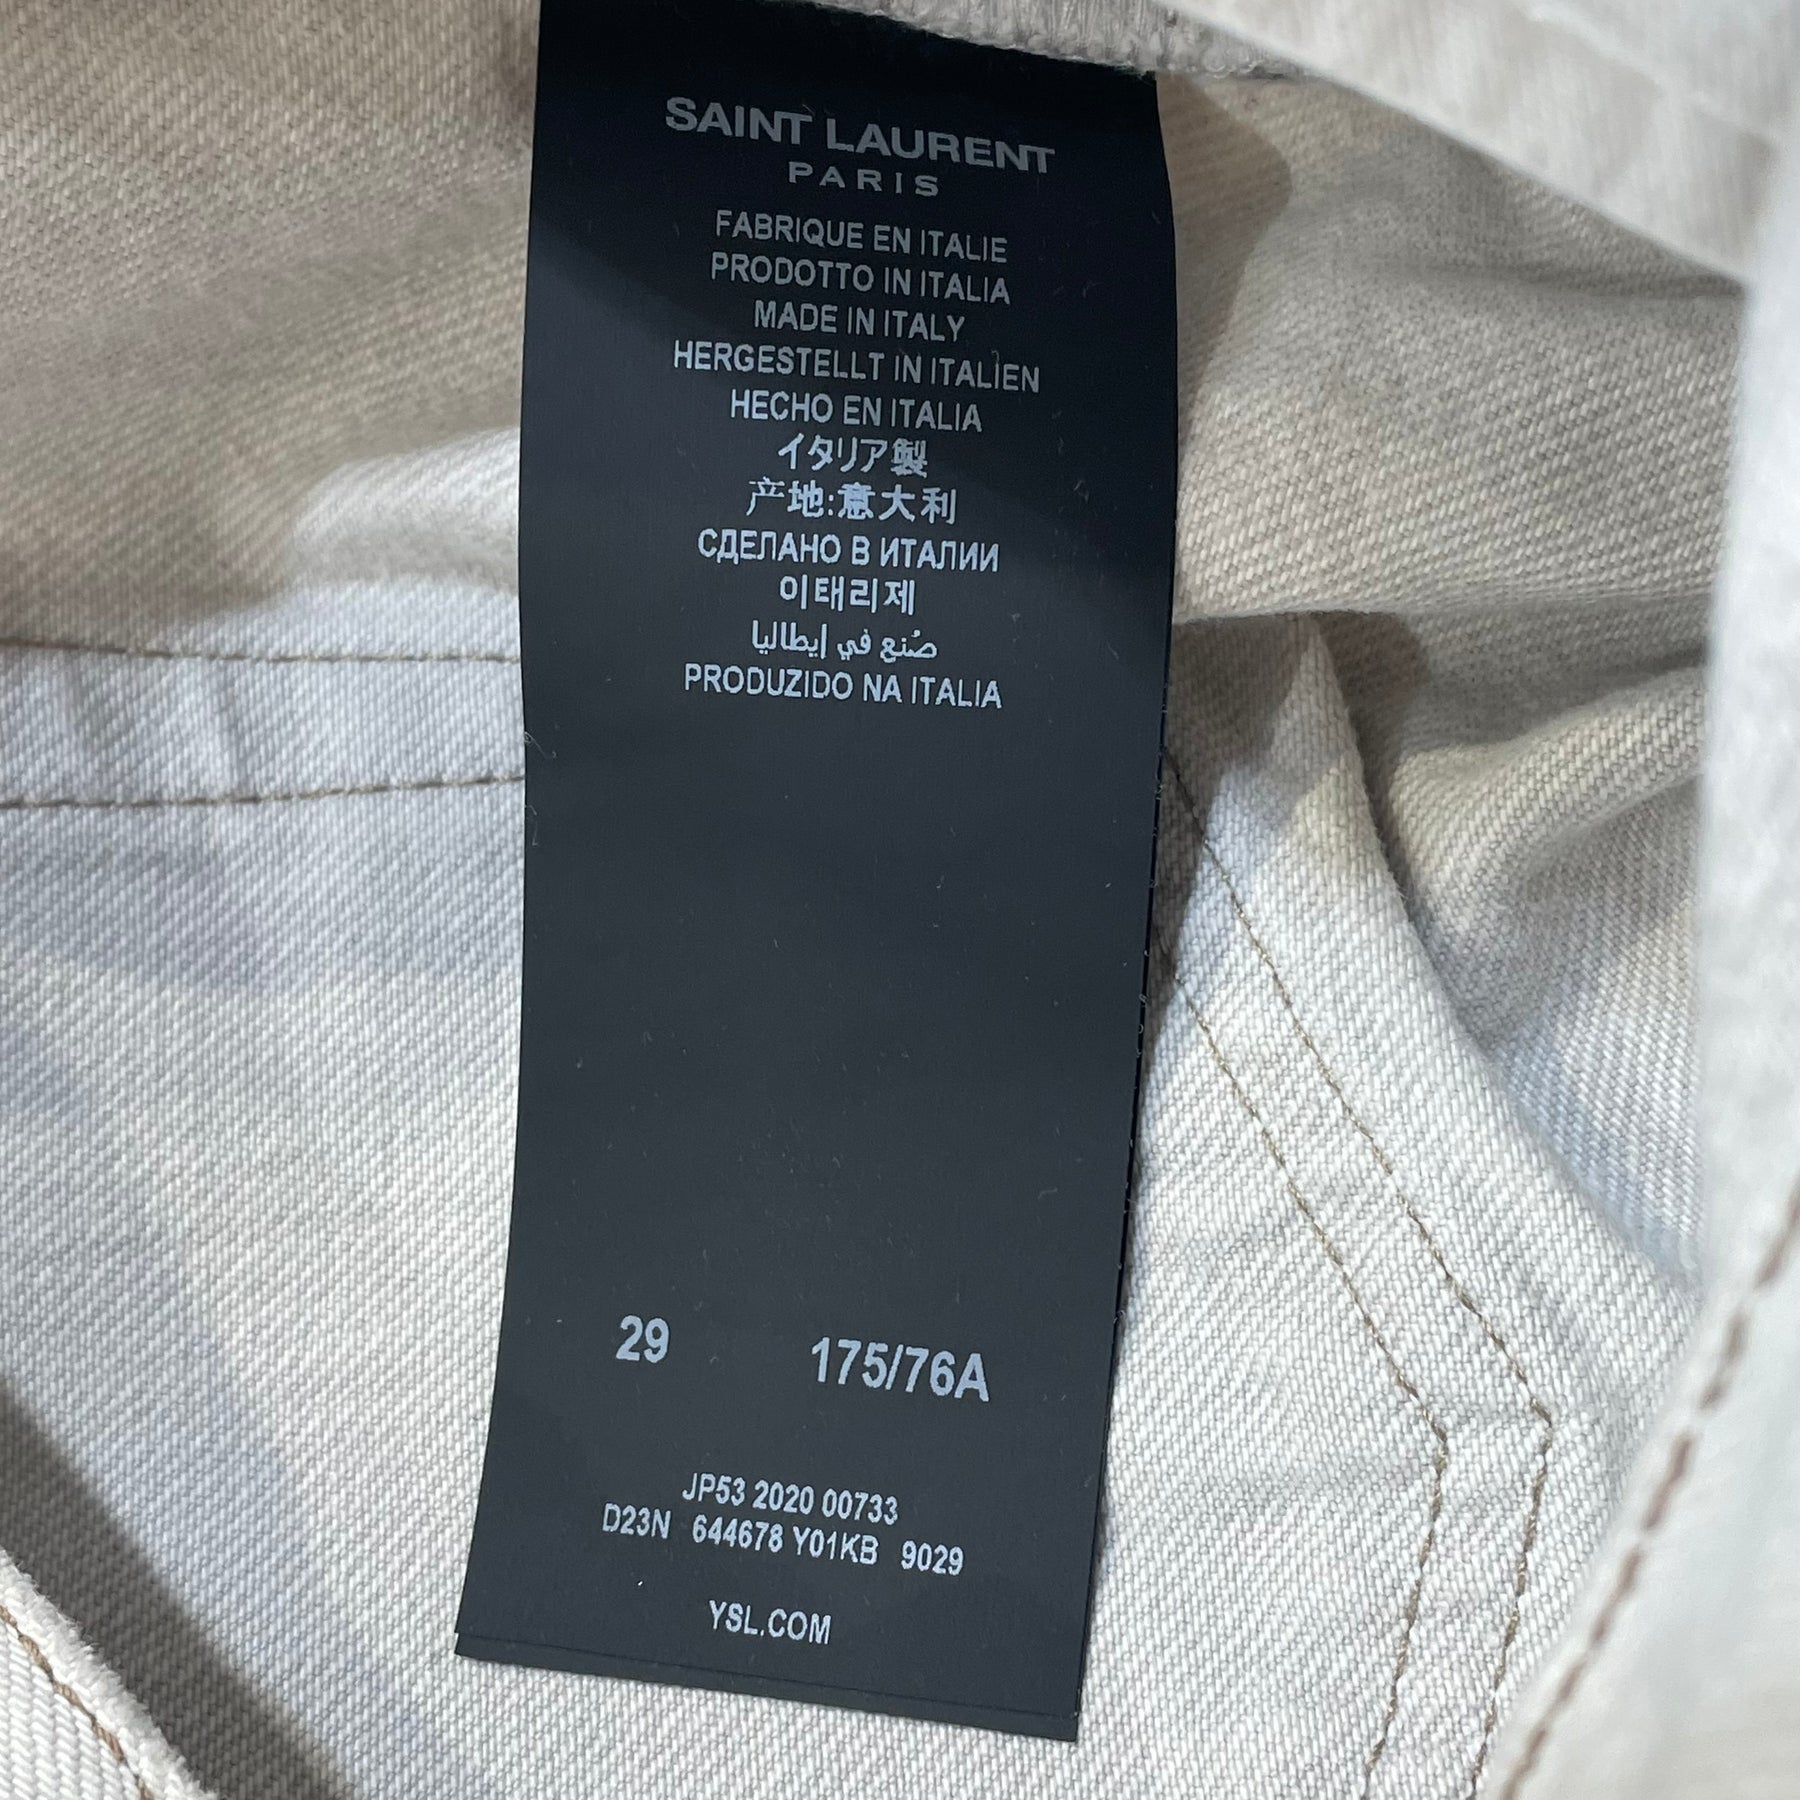 SAINT LAURENT
PARIS
FABRIQUE EN ITALIE
PRODOTTO IN ITALIA
MADE IN ITALY
HERGESTELLT IN ITALIEN
HECHO EN ITALIA
イタリア製
产地:意大利
СДЕЛАНО В ИТАЛИИ
이태리제
صُنع في إيطاليا
PRODUZIDO NA ITALIA
29 175/76A
JP53 2020 00733
D23N 644678 Y01KB 9029
YSL.COM